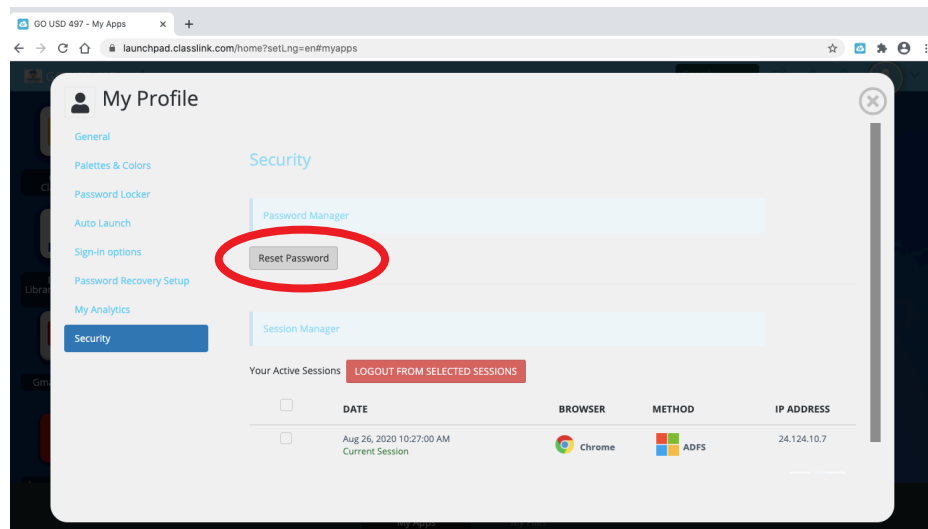 GO USD 497 - My Apps
launchpad.classlink.com/home?setLng=en#myapps
My Profile
General
Palettes & Colors
Password Locker
Auto Launch
Sign-in options
Password Recovery Setup
My Analytics
Security
Security
Password Manager
Reset Password
Session Manager
Your Active Sessions LOGOUT FROM SELECTED SESSIONS
DATE BROWSER METHOD IP ADDRESS
Aug 26, 2020 10:27:00 AM Chrome ADFS 24.124.10.7
Current Session
My Apps